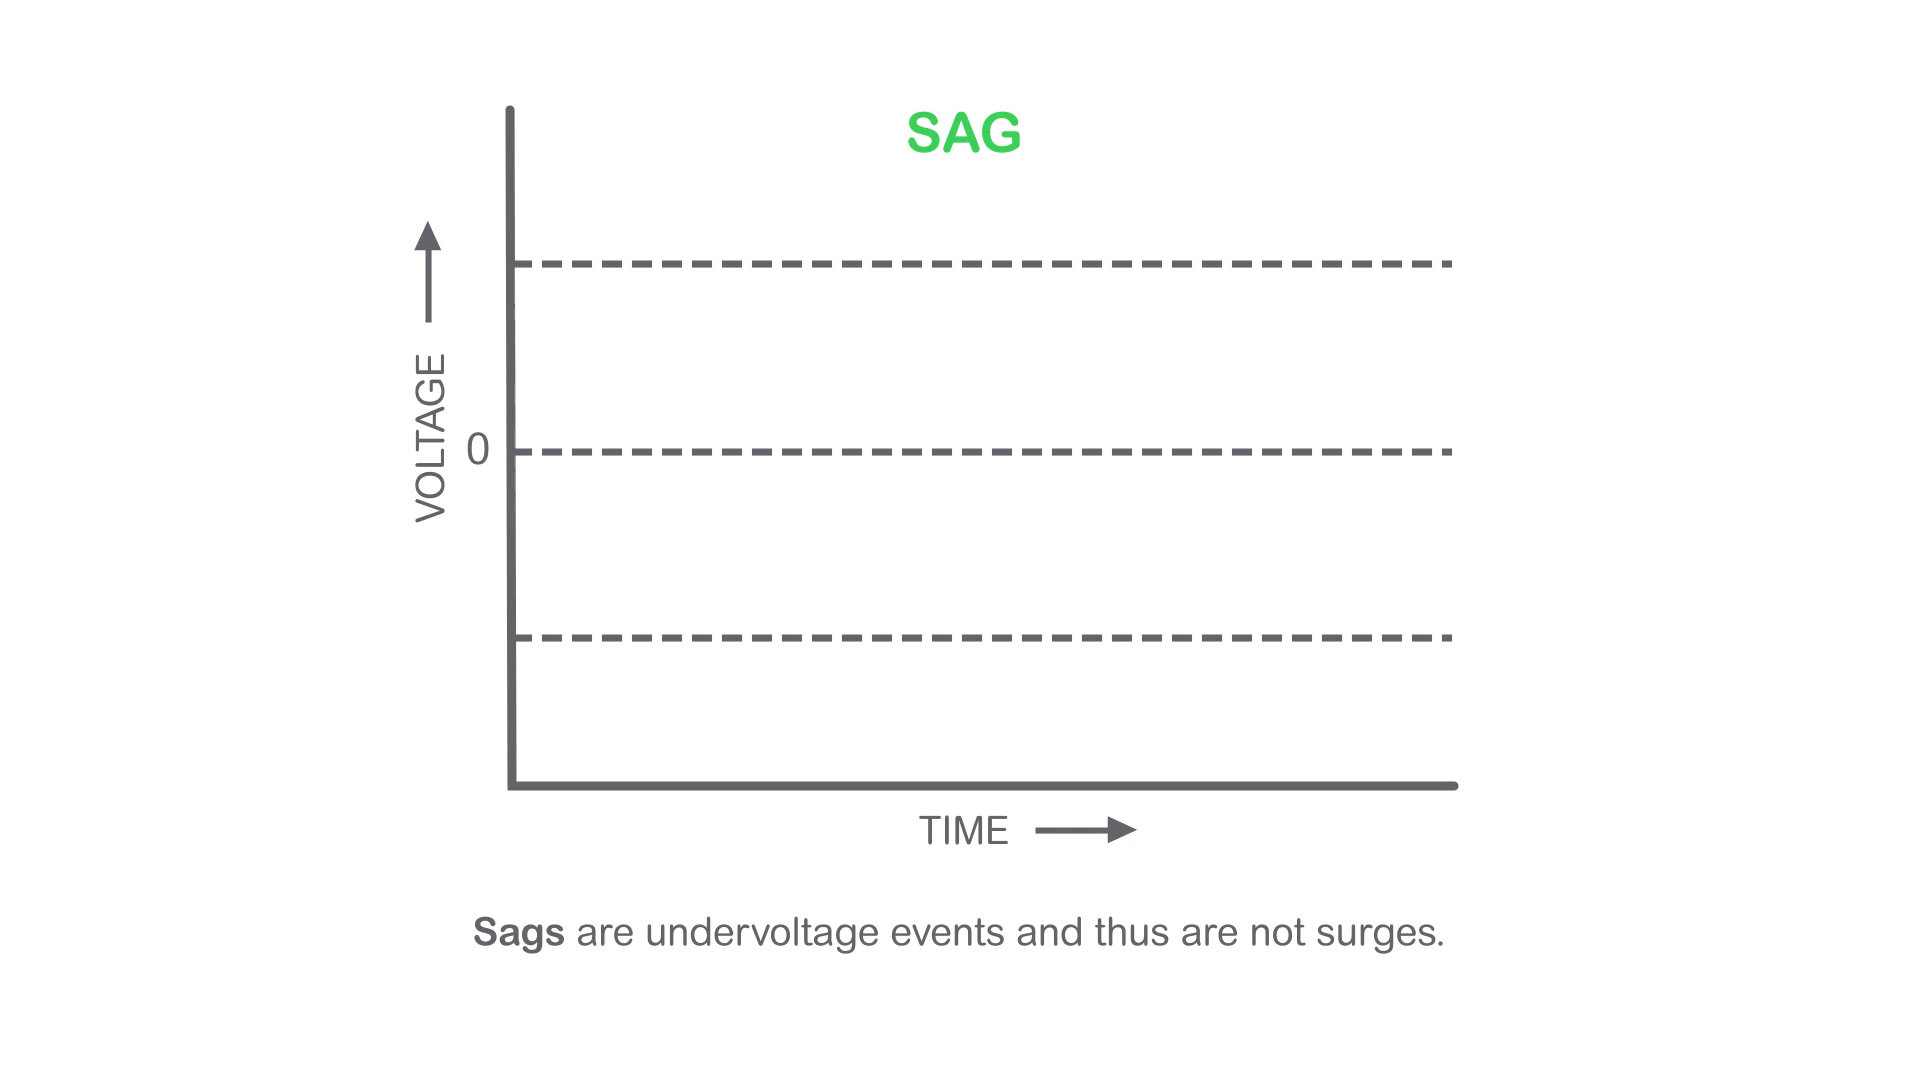 SAG
VOLTAGE
0
TIME
Sags are undervoltage events and thus are not surges.